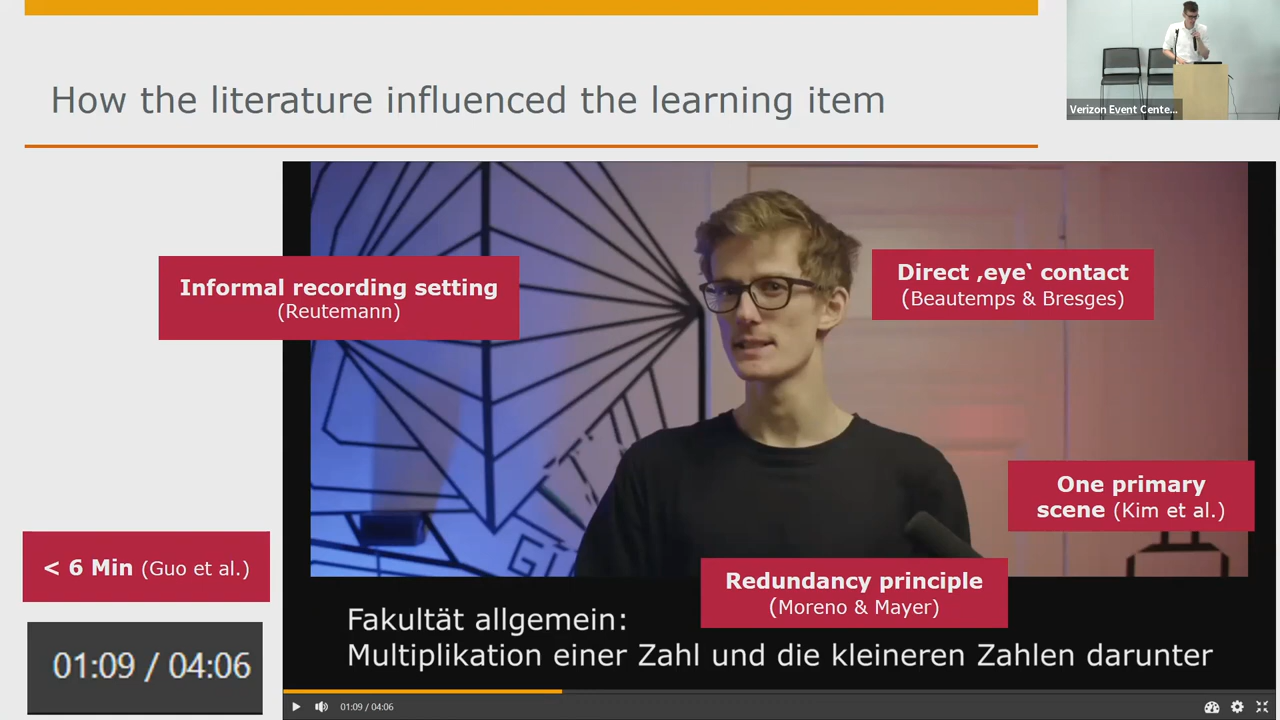 How the literature influenced the learning item
Verizon Event Cente...
Informal recording setting
(Reutemann)
Direct ‚eye‘ contact
(Beautemps & Bresges)
One primary
scene (Kim et al.)
< 6 Min (Guo et al.)
Redundancy principle
(Moreno & Mayer)
Fakultät allgemein:
Multiplikation einer Zahl und die kleineren Zahlen darunter
01:09 / 04:06
01:09 / 04:06